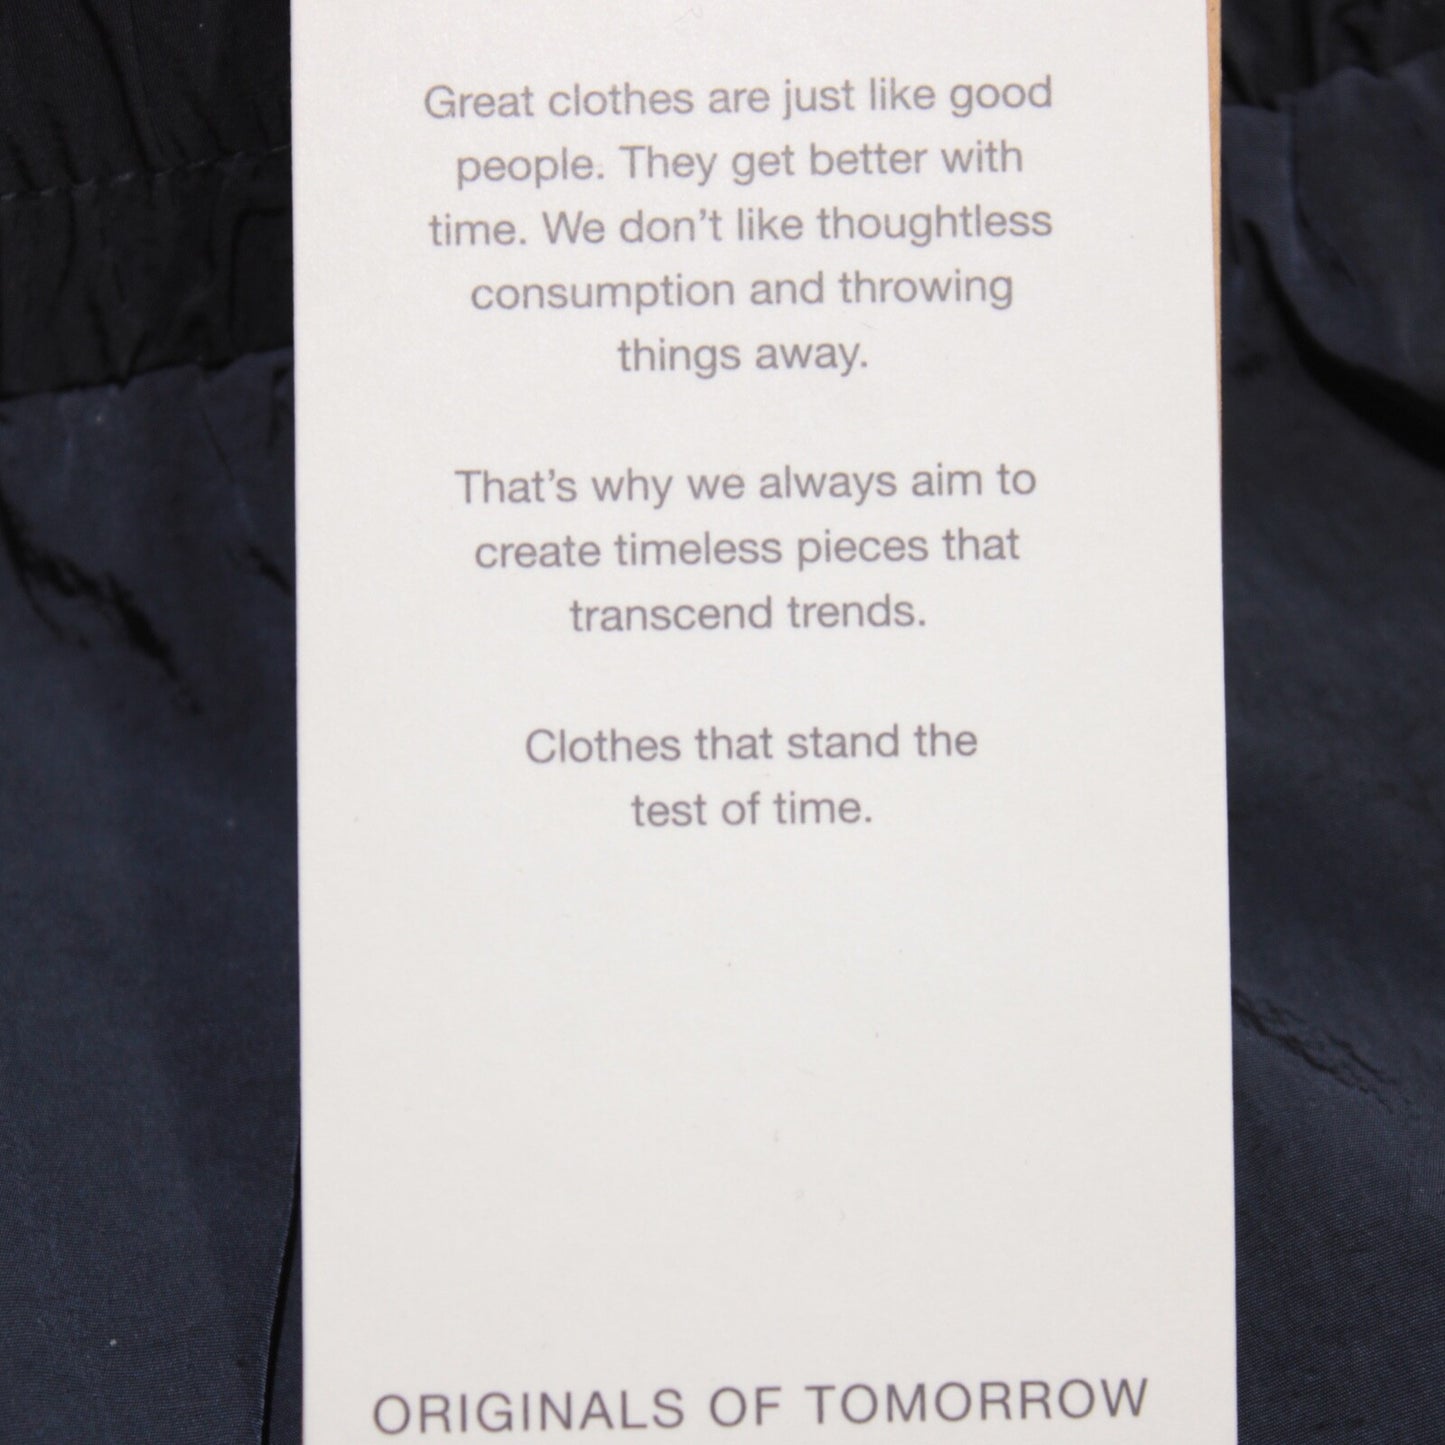 Great clothes are just like good
people. They get better with
time. We don't like thoughtless
consumption and throwing
things away.
That's why we always aim to
create timeless pieces that
transcend trends.
Clothes that stand the
test of time.
ORIGINALS OF TOMORROW